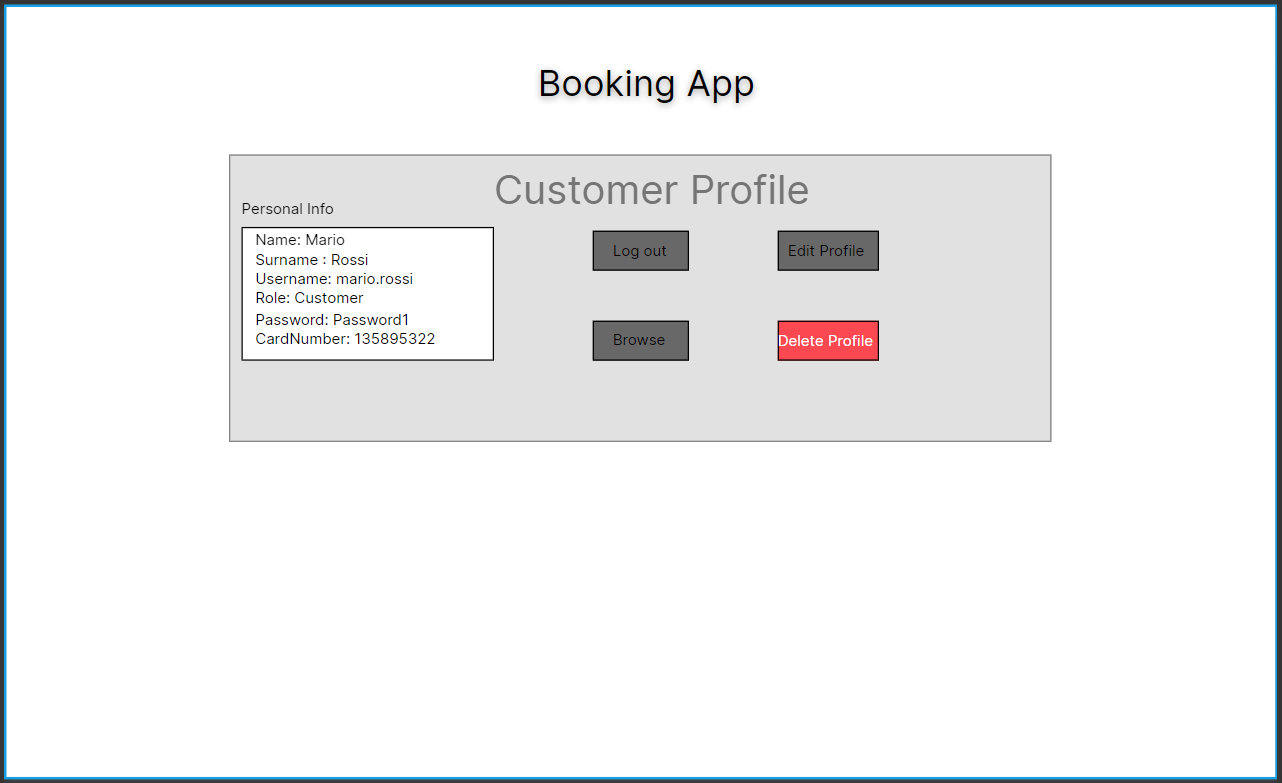 Booking App
Customer Profile
Personal Info
Name: Mario
Surname : Rossi
Username: mario.rossi
Role: Customer
Password: Password1
CardNumber: 135895322
Log out
Edit Profile
Browse
Delete Profile